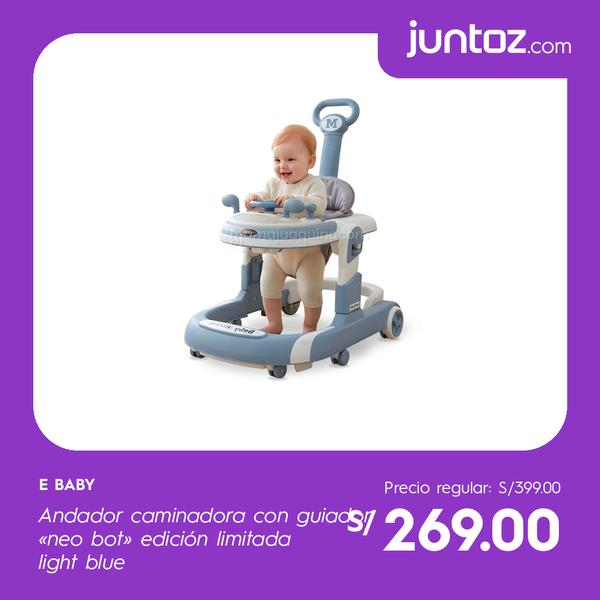 juntoz.com
M
E BABY
Precio regular: S/399.00
Andador caminadora con guiador
S/ 269.00
«neo bot» edición limitada
light blue